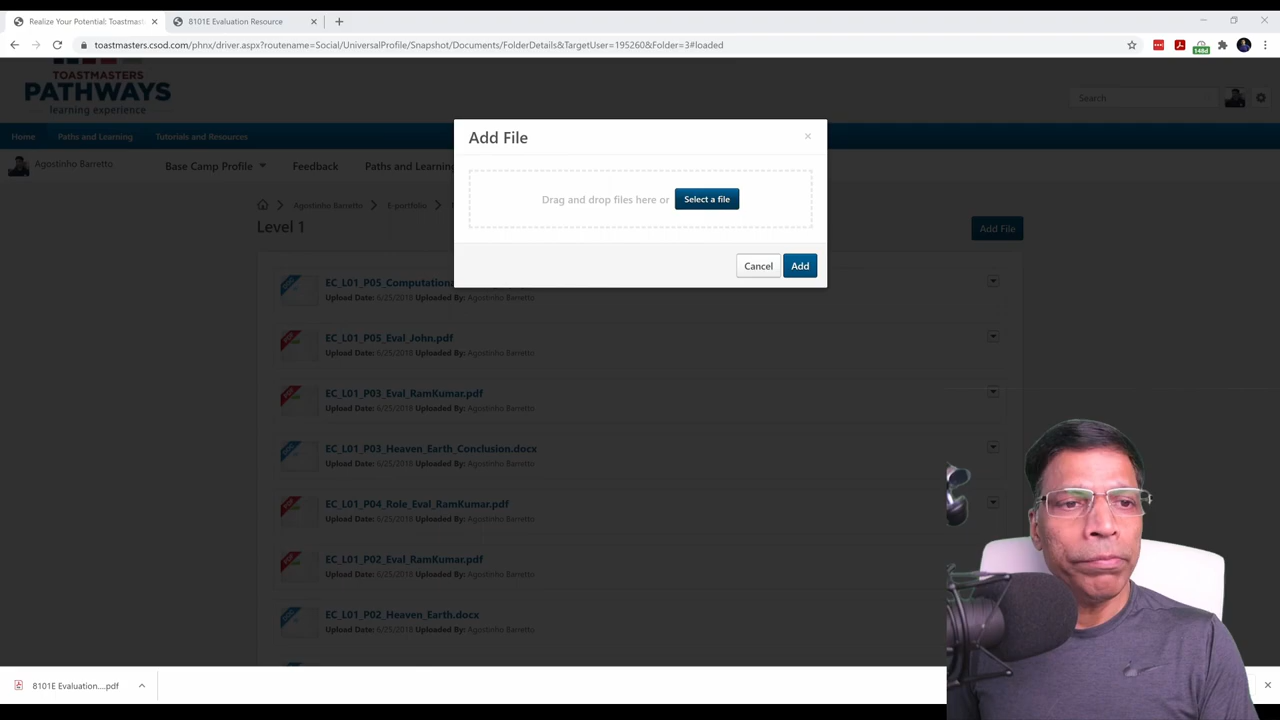 Realize Your Potential: Toastmast
8101E Evaluation Resource
toastmasters.csod.com/phnx/driver.aspx?routename=Social/UniversalProfile/Snapshot/Documents/FolderDetails&TargetUser=195260&Folder=3#loaded
148d
TOASTMASTERS
PATHWAYS
learning experience
Search
Home
Paths and Learning
Tutorials and Resources
Agostinho Barretto
Base Camp Profile
Feedback
Paths and Learning
Agostinho Barretto
E-portfolio
Level 1
Add File
Add File
Drag and drop files here or
Select a file
Cancel
Add
EC_L01_P05_Computationa
Upload Date: 6/25/2018 Uploaded By: Agostinho Barretto
EC_L01_P05_Eval_John.pdf
Upload Date: 6/25/2018 Uploaded By: Agostinho Barretto
EC_L01_P03_Eval_RamKumar.pdf
Upload Date: 6/25/2018 Uploaded By: Agostinho Barretto
EC_L01_P03_Heaven_Earth_Conclusion.docx
Upload Date: 6/25/2018 Uploaded By: Agostinho Barretto
EC_L01_P04_Role_Eval_RamKumar.pdf
Upload Date: 6/25/2018 Uploaded By: Agostinho Barretto
EC_L01_P02_Eval_RamKumar.pdf
Upload Date: 6/25/2018 Uploaded By: Agostinho Barretto
EC_L01_P02_Heaven_Earth.docx
Upload Date: 6/25/2018 Uploaded By: Agostinho Barretto
8101E Evaluation....pdf